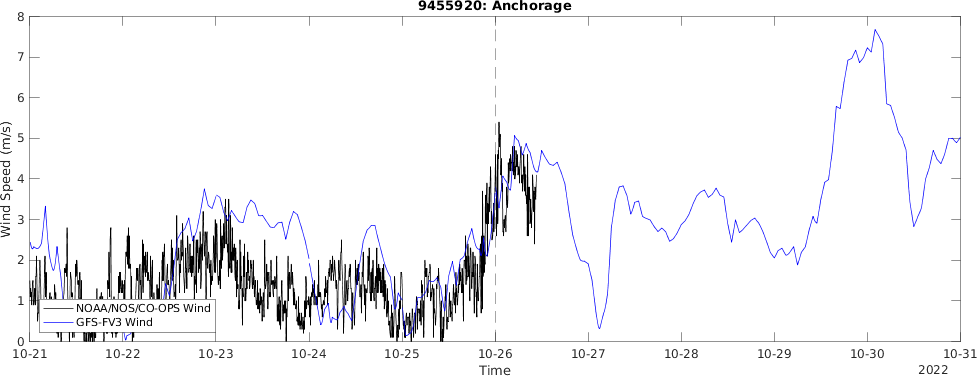 9455920: Anchorage
Wind Speed (m/s)
8
7
6
5
4
3
2
1
0
NOAA/NOS/CO-OPS Wind
GFS-FV3 Wind
10-21 10-22 10-23 10-24 10-25 10-26 10-27 10-28 10-29 10-30 10-31
Time
2022